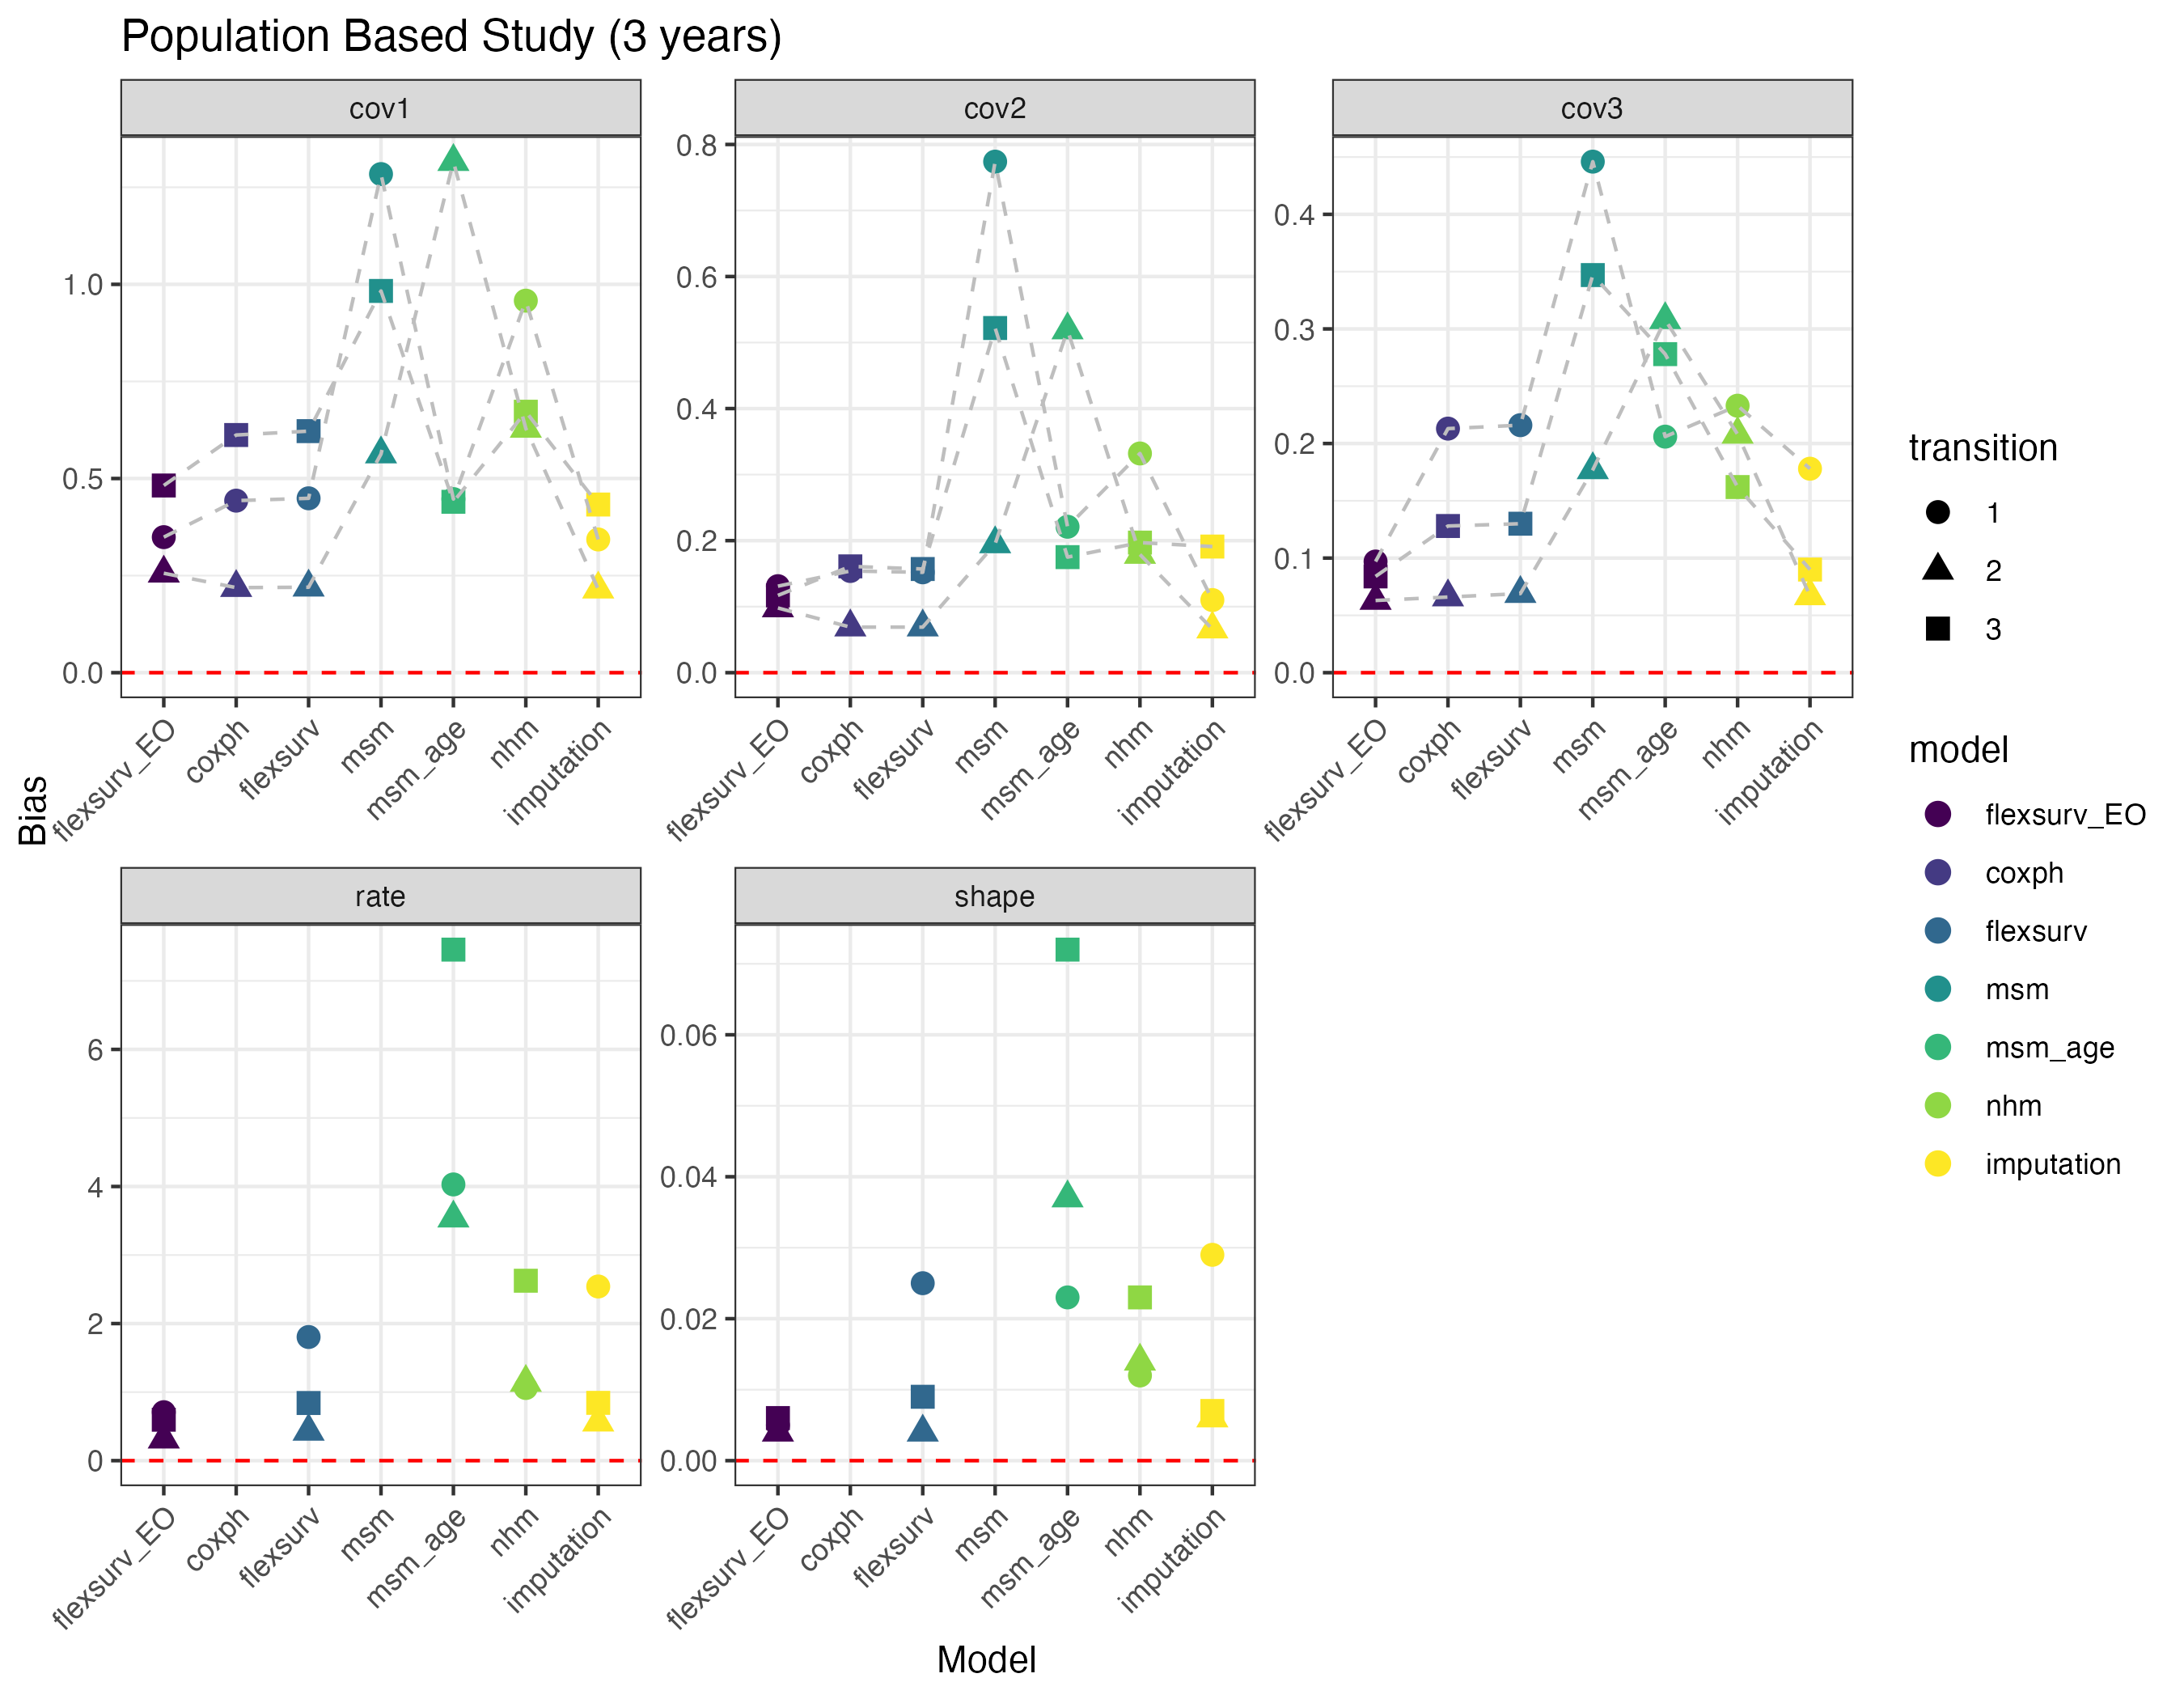 Population Based Study (3 years)
cov1
cov2
cov3
1.0
0.5
0.0
0.8
0.6
0.4
0.2
0.0
0.4
0.3
0.2
0.1
0.0
flexsurv_EO
coxph
flexsurv
msm
msm_age
nhm
imputation
flexsurv_EO
coxph
flexsurv
msm
msm_age
nhm
imputation
flexsurv_EO
coxph
flexsurv
msm
msm_age
nhm
imputation
Bias
rate
shape
6
4
2
0
0.06
0.04
0.02
0.00
flexsurv_EO
coxph
flexsurv
msm
msm_age
nhm
imputation
flexsurv_EO
coxph
flexsurv
msm
msm_age
nhm
imputation
Model
transition
1
2
3
model
flexsurv_EO
coxph
flexsurv
msm
msm_age
nhm
imputation